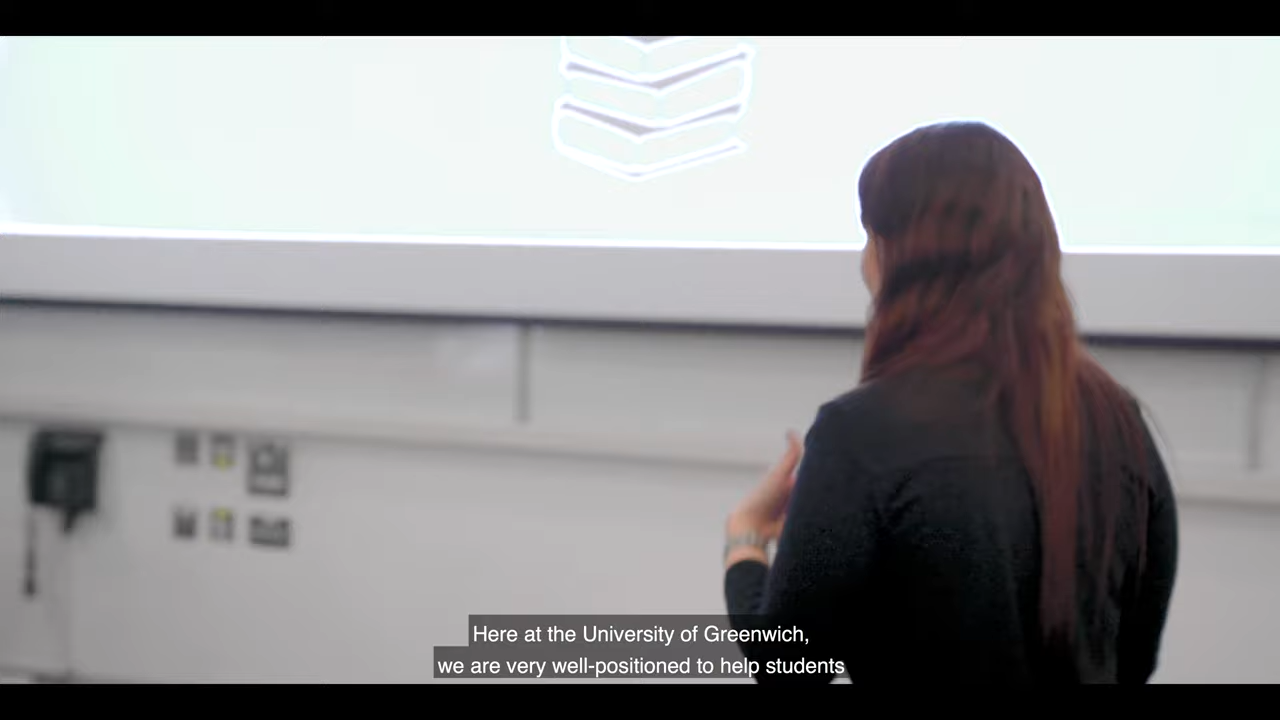 Here at the University of Greenwich,
we are very well-positioned to help students